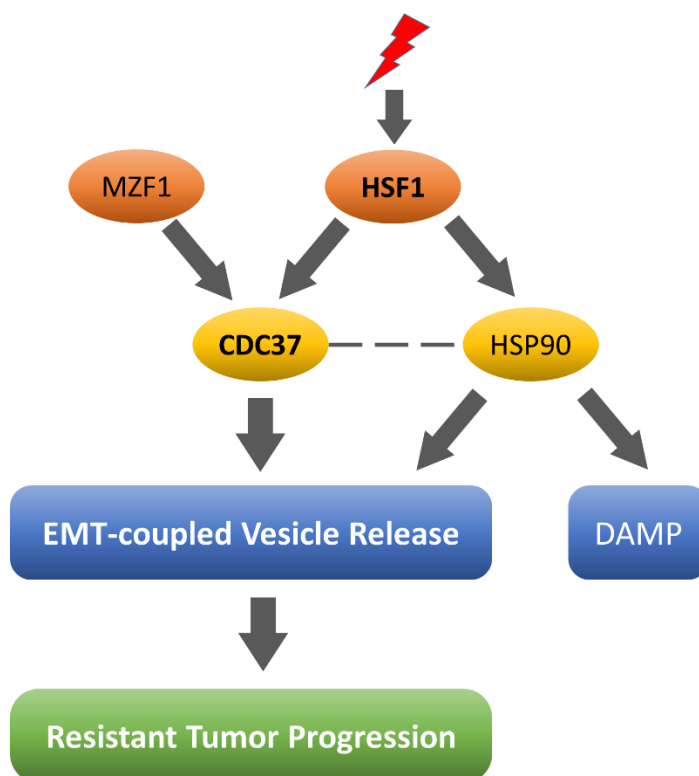 MZF1
HSF1
CDC37
HSP90
EMT-coupled Vesicle Release
DAMP
Resistant Tumor Progression